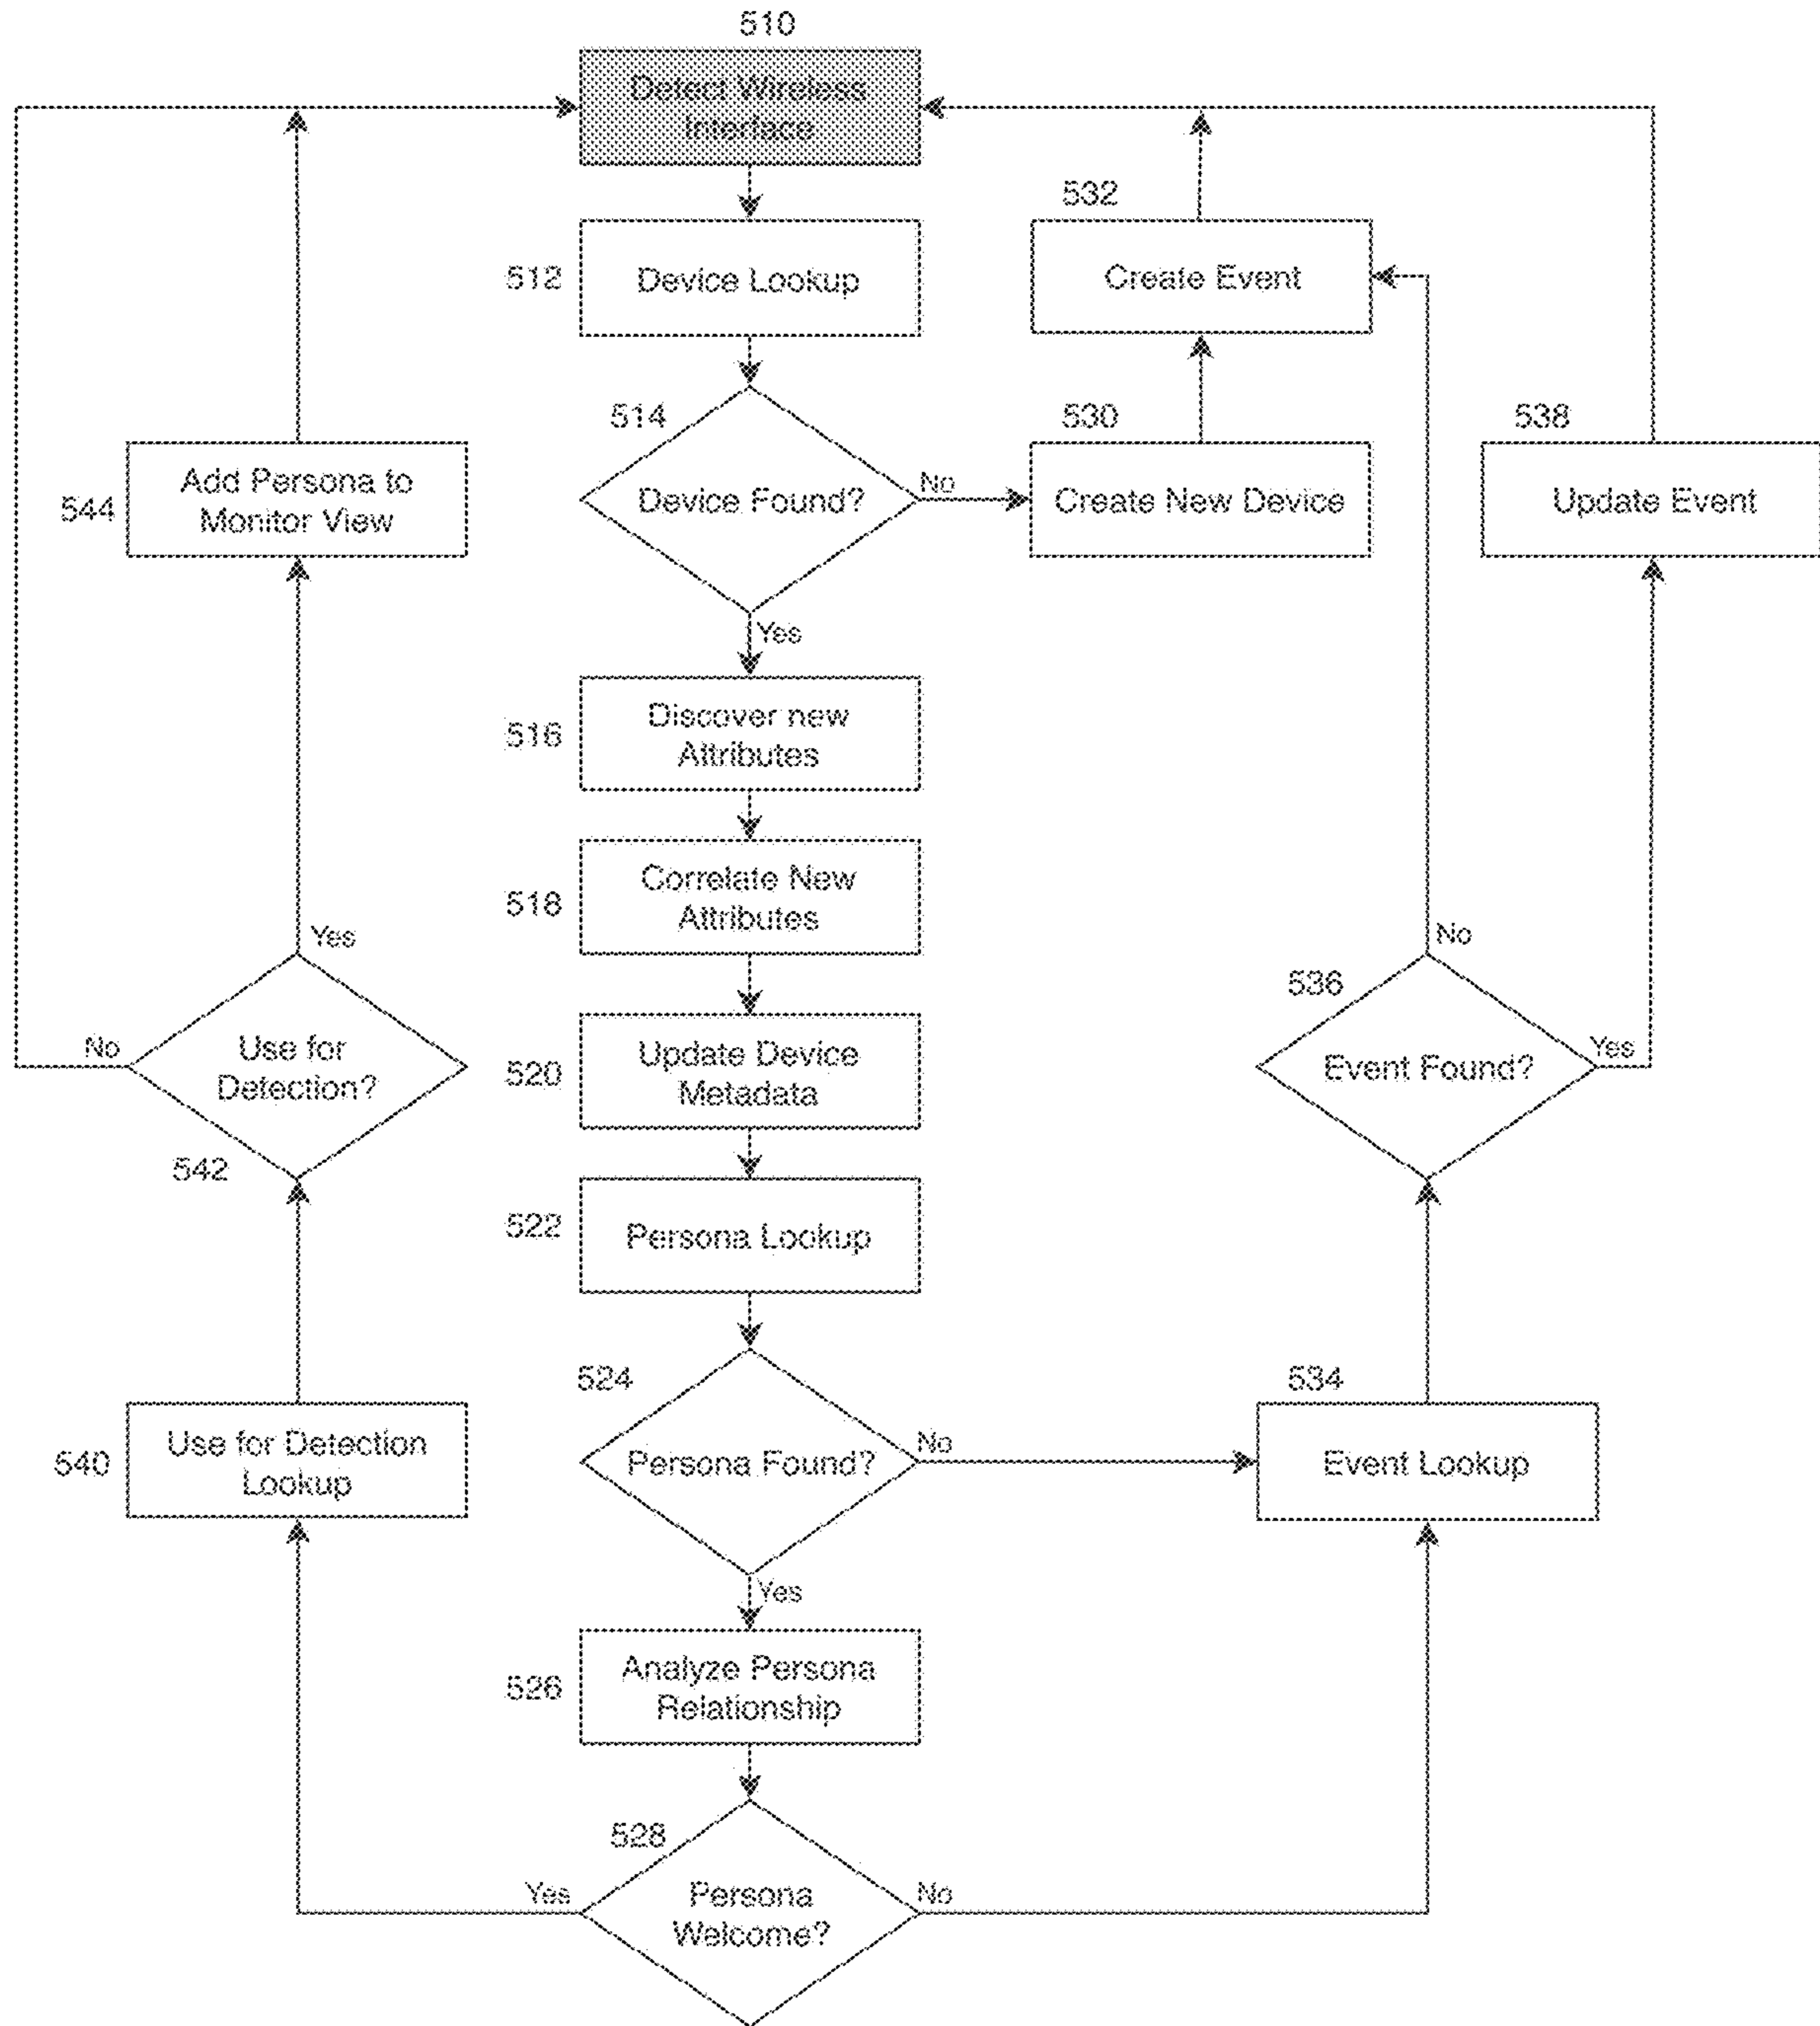 510
Detect Wireless
Interface
532
512
Device Lookup
Create Event
514
530
538
544
Add Persona to
Monitor View
Device Found?
No
Create New Device
Update Event
Yes
516
Discover new
Attributes
518
Correlate New
Attributes
Yes
No
536
No
Use for
Detection?
520
Update Device
Metadata
Event Found?
Yes
542
522
Persona Lookup
524
534
540
Use for Detection
Lookup
Persona Found?
No
Event Lookup
Yes
526
Analyze Persona
Relationship
528
Yes
Persona
Welcome?
No